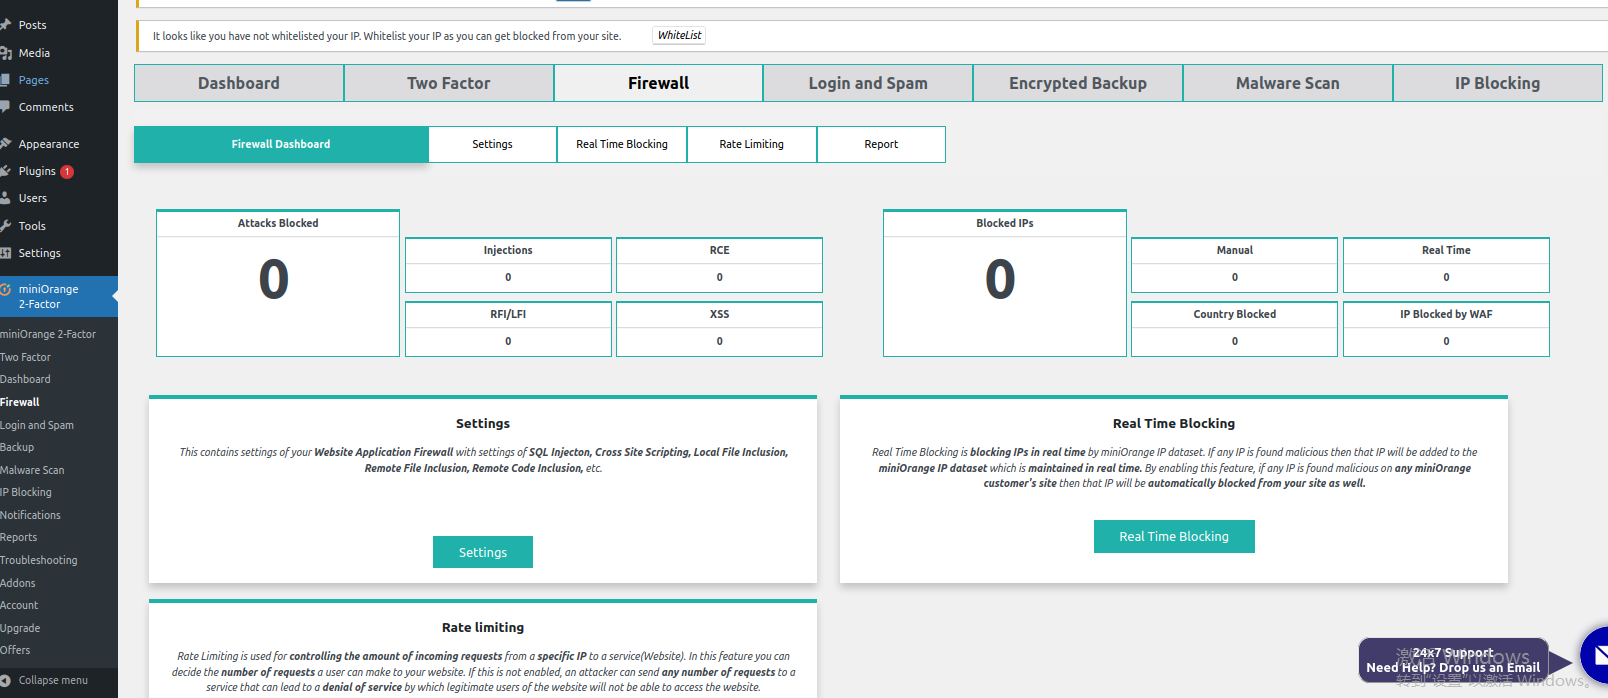 Posts
Media
Pages
Comments
Appearance
Plugins 1
Users
Tools
Settings
miniOrange
2-Factor
miniOrange 2-Factor
Two Factor
Dashboard
Firewall
Login and Spam
Backup
Malware Scan
IP Blocking
Notifications
Reports
Troubleshooting
Addons
Account
Upgrade
Offers
Collapse menu
It looks like you have not whitelisted your IP. Whitelist your IP as you can get blocked from your site. WhiteList
Dashboard Two Factor Firewall Login and Spam Encrypted Backup Malware Scan IP Blocking
Firewall Dashboard Settings Real Time Blocking Rate Limiting Report
Attacks Blocked
0
Injections
0
RCE
0
RFI/LFI
0
XSS
0
Blocked IPs
0
Manual
0
Real Time
0
Country Blocked
0
IP Blocked by WAF
0
Settings
This contains settings of your Website Application Firewall with settings of SQL Injecton, Cross Site Scripting, Local File Inclusion,
Remote File Inclusion, Remote Code Inclusion, etc.
Settings
Real Time Blocking
Real Time Blocking is blocking IPs in real time by miniOrange IP dataset. If any IP is found malicious then that IP will be added to the
miniOrange IP dataset which is maintained in real time. By enabling this feature, if any IP is found malicious on any miniOrange
customer's site then that IP will be automatically blocked from your site as well.
Real Time Blocking
Rate limiting
Rate Limiting is used for controlling the amount of incoming requests from a specific IP to a service(Website). In this feature you can
decide the number of requests a user can make to your website. If this is not enabled, an attacker can send any number of requests to a
service that can lead to a denial of service by which legitimate users of the website will not be able to access the website.
24x7 Support
Need Help? Drop us an Email
激活 Windows
转到"设置"以激活 Windows。